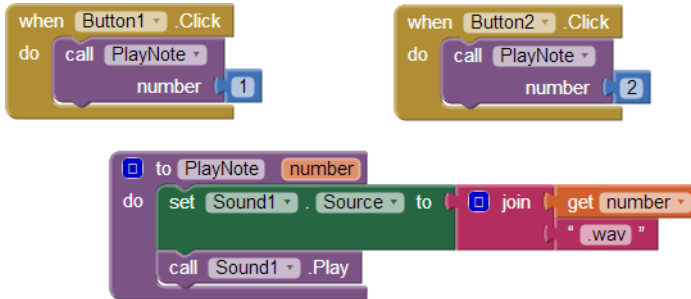 when Button1 .Click
do call PlayNote
number 1
when Button2 .Click
do call PlayNote
number 2
to PlayNote number
do set Sound1 . Source to join get number
" .wav "
call Sound1 .Play